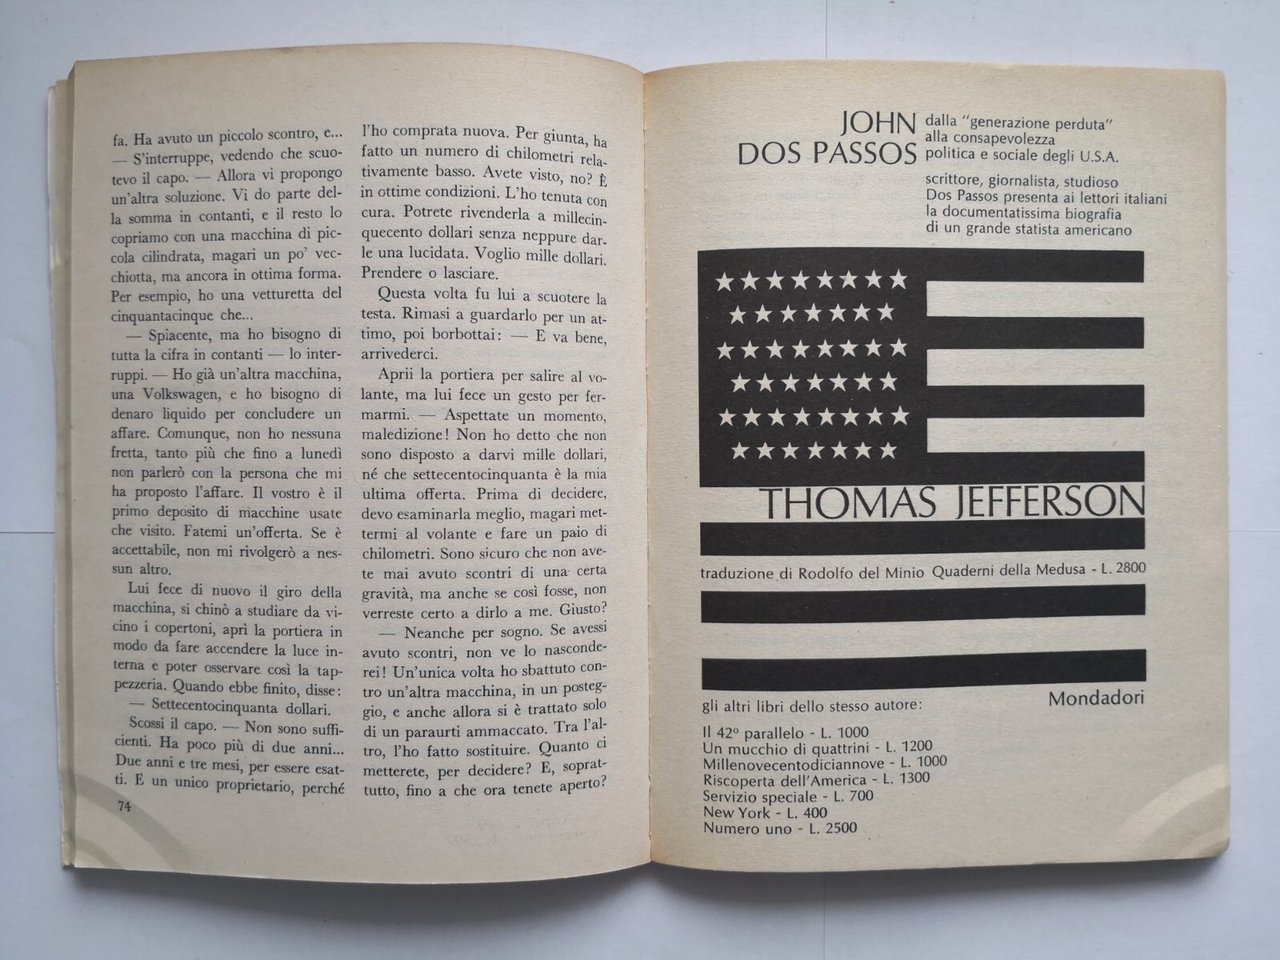 fa. Ha avuto un piccolo scontro, e...
— S'interruppe, vedendo che scuo-
tevo il capo. — Allora vi propongo
un'altra soluzione. Vi do parte del-
la somma in contanti, e il resto lo
copriamo con una macchina di pic-
cola cilindrata, magari un po' vec-
chiotta, ma ancora in ottima forma.
Per esempio, ho una vetturetta del
cinquantacinque che...
— Spiacente, ma ho bisogno di
tutta la cifra in contanti — lo inter-
ruppi. — Ho già un'altra macchina,
una Volkswagen, e ho bisogno di
denaro liquido per concludere un
affare. Comunque, non ho nessuna
fretta, tanto più che fino a lunedì
non parlerò con la persona che mi
ha proposto l'affare. Il vostro è il
primo deposito di macchine usate
che visito. Fatemi un'offerta. Se è
accettabile, non mi rivolgerò a nes-
sun altro.
Lui fece di nuovo il giro della
macchina, si chinò a studiare da vi-
cino i copertoni, aprì la portiera in
modo da fare accendere la luce in-
terna e poter osservare così la tap-
pezzeria. Quando ebbe finito, disse:
— Settecentocinquanta dollari.
Scossi il capo. — Non sono suffi-
cienti. Ha poco più di due anni...
Due anni e tre mesi, per essere esat-
ti. E un unico proprietario, perché
74
l'ho comprata nuova. Per giunta, ha
fatto un numero di chilometri rela-
tivamente basso. Avete visto, no? È
in ottime condizioni. L'ho tenuta con
cura. Potrete rivenderla a millecin-
quecento dollari senza neppure dar-
le una lucidata. Voglio mille dollari.
Prendere o lasciare.
Questa volta fu lui a scuotere la
testa. Rimasi a guardarlo per un at-
timo, poi borbottai: — E va bene,
arrivederci.
Aprii la portiera per salire al vo-
lante, ma lui fece un gesto per fer-
marmi. — Aspettate un momento,
maledizione! Non ho detto che non
sono disposto a darvi mille dollari,
né che settecentocinquanta è la mia
ultima offerta. Prima di decidere,
devo esaminarla meglio, magari met-
termi al volante e fare un paio di
chilometri. Sono sicuro che non ave-
te mai avuto scontri di una certa
gravità, ma anche se così fosse, non
verreste certo a dirlo a me. Giusto?
— Neanche per sogno. Se avessi
avuto scontri, non ve lo nasconde-
rei! Un'unica volta ho sbattuto con-
tro un'altra macchina, in un posteg-
gio, e anche allora si è trattato solo
di un paraurti ammaccato. Tra l'al-
tro, l'ho fatto sostituire. Quanto ci
metterete, per decidere? E, soprat-
tutto, fino a che ora tenete aperto?
JOHN
DOS PASSOS
dalla "generazione perduta"
alla consapevolezza
politica e sociale degli U.S.A.
scrittore, giornalista, studioso
Dos Passos presenta ai lettori italiani
la documentatissima biografia
di un grande statista americano
THOMAS JEFFERSON
traduzione di Rodolfo del Minio Quaderni della Medusa - L. 2800
Mondadori
gli altri libri dello stesso autore:
Il 42º parallelo - L. 1000
Un mucchio di quattrini - L. 1200
Millenovecentodiciannove - L. 1000
Riscoperta dell'America - L. 1300
Servizio speciale - L. 700
New York - L. 400
Numero uno - L. 2500